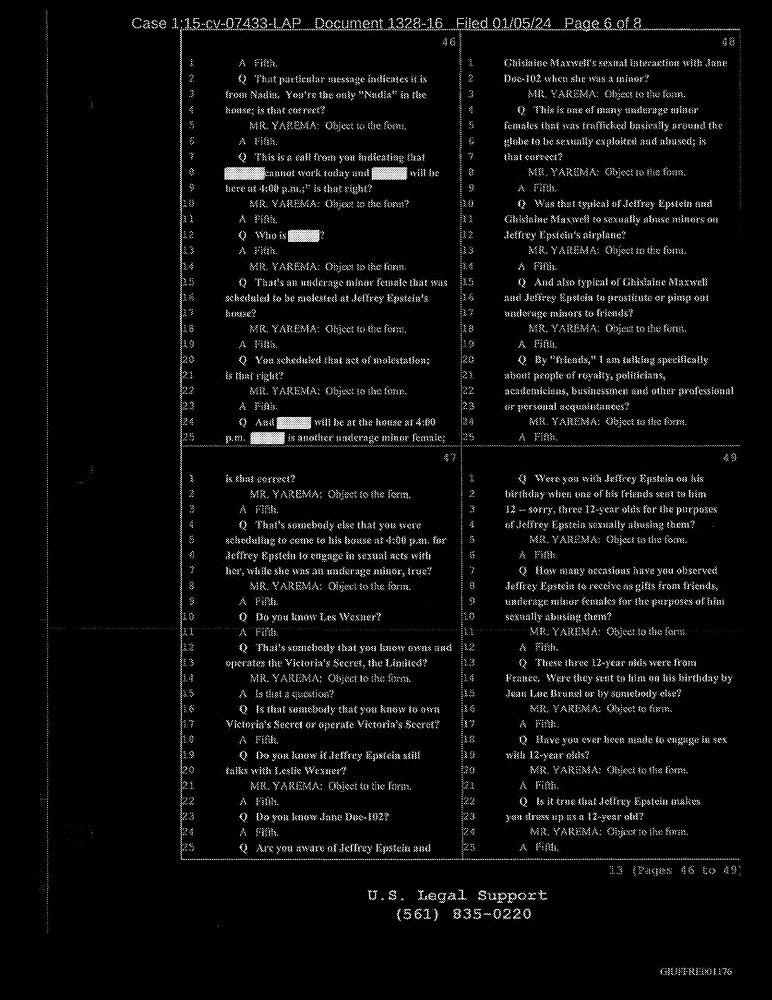 Case 1:15-cv-07433-LAP Document 1328-16 Filed 01/05/24 Page 6 of 8
46
1 A Fifth.
2 Q That particular message indicates it is
3 from Nadia. You're the only "Nadia" in the
4 house; is that correct?
5 MR. YAREMA: Object to the form.
6 A Fifth.
7 Q This is a call from you indicating that
8 cannot work today and will be
9 here at 4:00 p.m.;" is that right?
10 MR. YAREMA: Object to the form?
11 A Fifth.
12 Q Who is ?
13 A Fifth.
14 MR. YAREMA: Object to the form.
15 Q That's an underage minor female that was
16 scheduled to be molested at Jeffrey Epstein's
17 house?
18 MR. YAREMA: Object to the form.
19 A Fifth.
20 Q You scheduled that act of molestation;
21 is that right?
22 MR. YAREMA: Object to the form.
23 A Fifth.
24 Q And will be at the house at 4:00
25 p.m. is another underage minor female;
47
1 is that correct?
2 MR. YAREMA: Object to the form.
3 A Fifth.
4 Q That's somebody else that you were
5 scheduling to come to his house at 4:00 p.m. for
6 Jeffrey Epstein to engage in sexual acts with
7 her, while she was an underage minor, true?
8 MR. YAREMA: Object to the form.
9 A Fifth.
10 Q Do you know Les Wexner?
11 A Fifth.
12 Q That's somebody that you know owns and
13 operates the Victoria's Secret, the Limited?
14 MR. YAREMA: Object to the form.
15 A Is that a question?
16 Q Is that somebody that you know to own
17 Victoria's Secret or operate Victoria's Secret?
18 A Fifth.
19 Q Do you know if Jeffrey Epstein still
20 talks with Leslie Wexner?
21 MR. YAREMA: Object to the form.
22 A Fifth.
23 Q Do you know Jane Doe-102?
24 A Fifth.
25 Q Are you aware of Jeffrey Epstein and
48
1 Ghislaine Maxwell's sexual interaction with Jane
2 Doe-102 when she was a minor?
3 MR. YAREMA: Object to the form.
4 Q This is one of many underage minor
5 females that was trafficked basically around the
6 globe to be sexually exploited and abused; is
7 that correct?
8 MR. YAREMA: Object to the form.
9 A Fifth.
10 Q Was that typical of Jeffrey Epstein and
11 Ghislaine Maxwell to sexually abuse minors on
12 Jeffrey Epstein's airplane?
13 MR. YAREMA: Object to the form.
14 A Fifth.
15 Q And also typical of Ghislaine Maxwell
16 and Jeffrey Epstein to prostitute or pimp out
17 underage minors to friends?
18 MR. YAREMA: Object to the form.
19 A Fifth.
20 Q By "friends," I am talking specifically
21 about people of royalty, politicians,
22 academicians, businessmen and other professional
23 or personal acquaintances?
24 MR. YAREMA: Object to the form.
25 A Fifth.
49
1 Q Were you with Jeffrey Epstein on his
2 birthday when one of his friends sent to him
3 12 -- sorry, three 12-year olds for the purposes
4 of Jeffrey Epstein sexually abusing them?
5 MR. YAREMA: Object to the form.
6 A Fifth.
7 Q How many occasions have you observed
8 Jeffrey Epstein to receive as gifts from friends,
9 underage minor females for the purposes of him
10 sexually abusing them?
11 MR. YAREMA: Object to the form.
12 A Fifth.
13 Q These three 12-year olds were from
14 France. Were they sent to him on his birthday by
15 Jean Luc Brunel or by somebody else?
16 MR. YAREMA: Object to form.
17 A Fifth.
18 Q Have you ever been made to engage in sex
19 with 12-year olds?
20 MR. YAREMA: Object to the form.
21 A Fifth.
22 Q Is it true that Jeffrey Epstein makes
23 you dress up as a 12-year old?
24 MR. YAREMA: Object to the form.
25 A Fifth.
13 (Pages 46 to 49)
U.S. Legal Support
(561) 835-0220
GIUFFRE001176